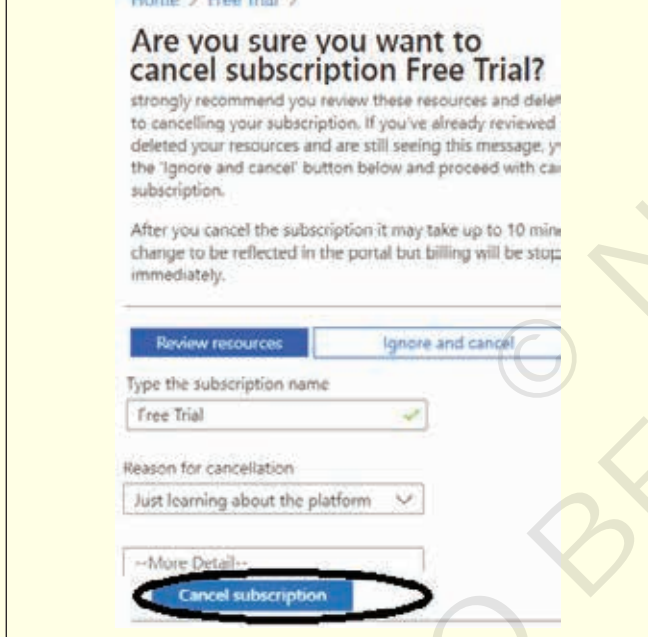 Home > Free Trial >
Are you sure you want to
cancel subscription Free Trial?
strongly recommend you review these resources and delet
to cancelling your subscription. If you've already reviewed
deleted your resources and are still seeing this message, y
the 'Ignore and cancel' button below and proceed with ca
subscription.
After you cancel the subscription it may take up to 10 min
change to be reflected in the portal but billing will be stop
immediately.
Review resources Ignore and cancel
Type the subscription name
Free Trial
Reason for cancellation
Just learning about the platform
--More Detail--
Cancel subscription
©